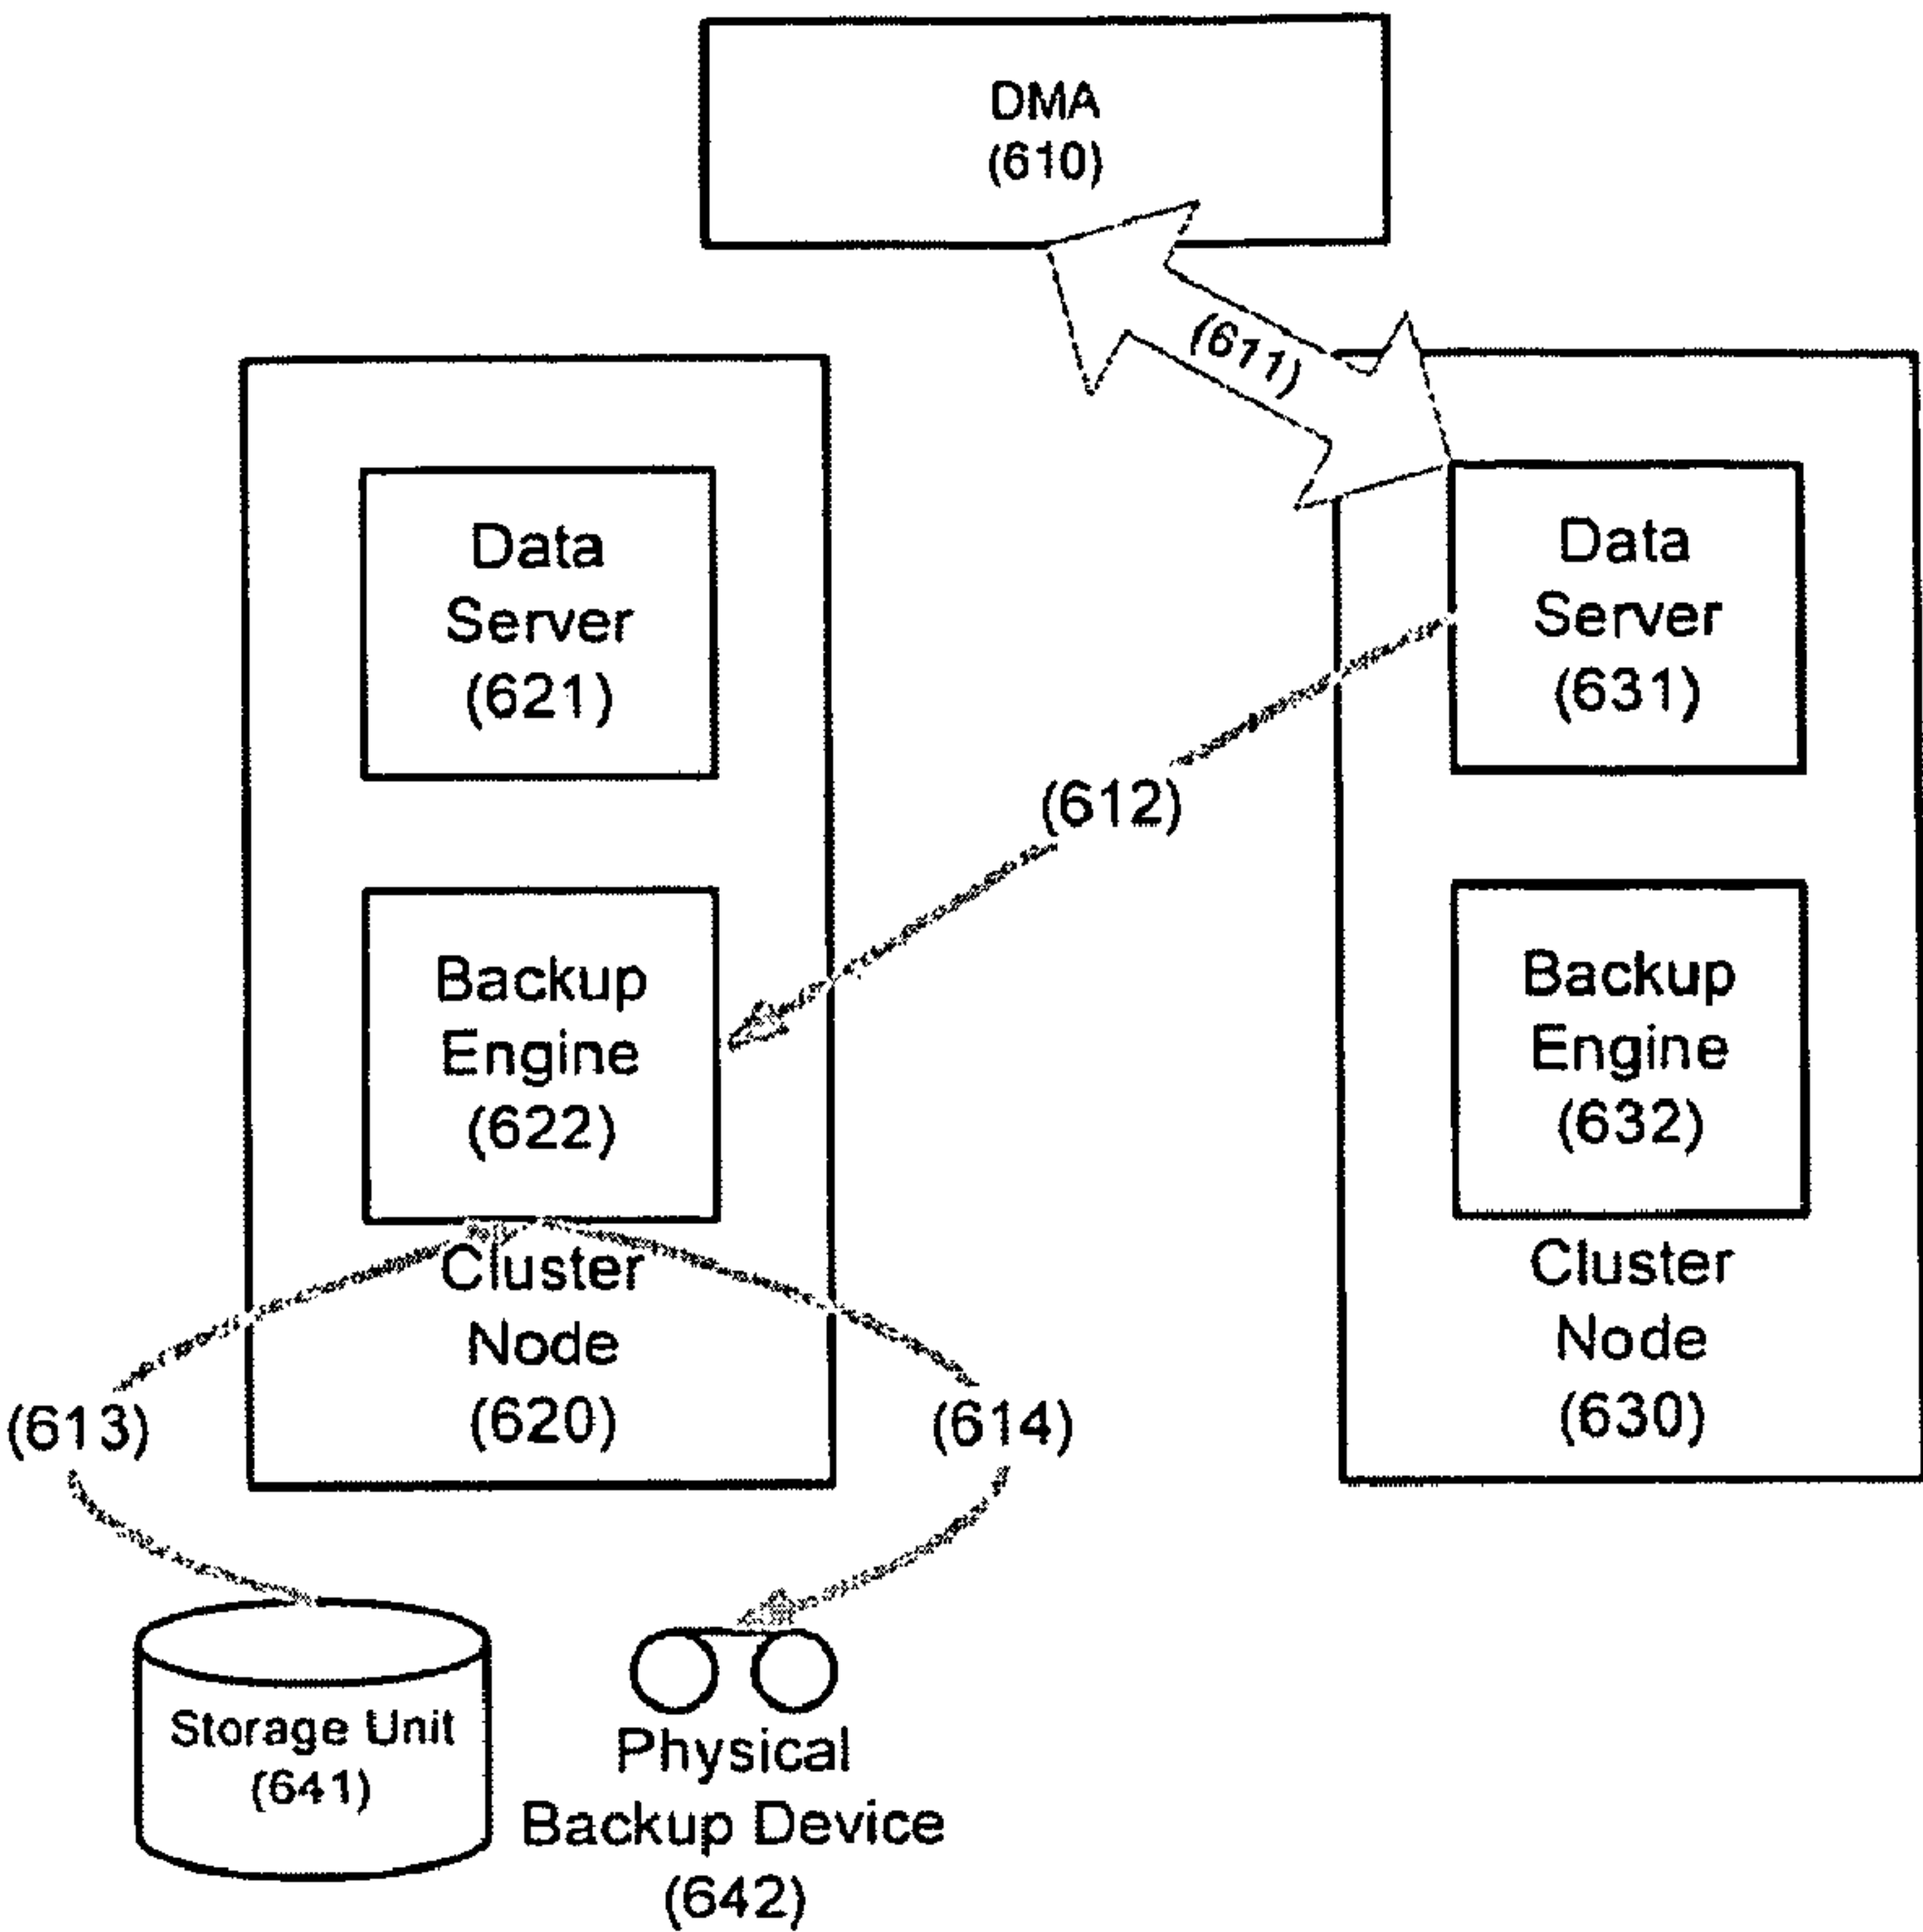 DMA
(610)
(611)
Data
Server
(621)
Data
Server
(631)
(612)
Backup
Engine
(622)
Backup
Engine
(632)
Cluster
Node
(620)
Cluster
Node
(630)
(613)
(614)
Storage Unit
(641)
Physical
Backup Device
(642)